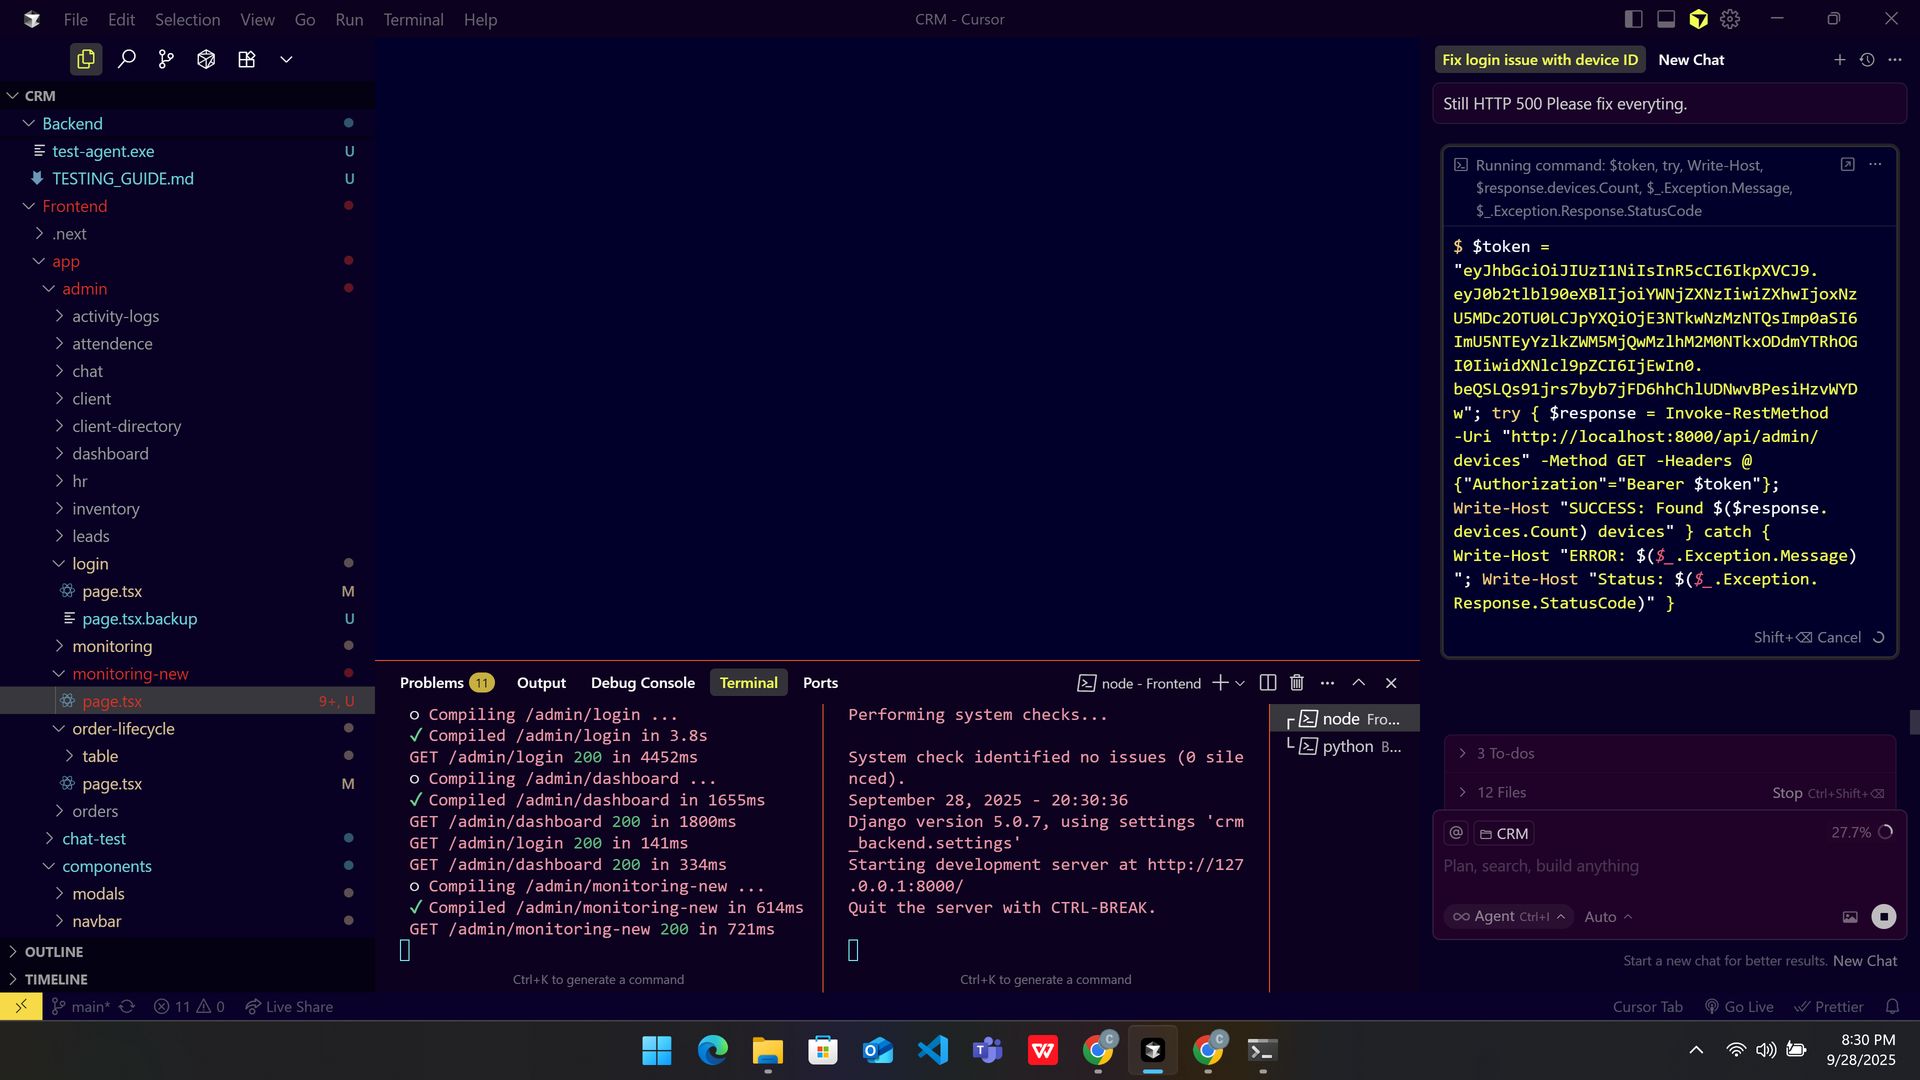 File Edit Selection View Go Run Terminal Help
CRM - Cursor
CRM
Backend
test-agent.exe U
TESTING_GUIDE.md U
Frontend
.next
app
admin
activity-logs
attendence
chat
client
client-directory
dashboard
hr
inventory
leads
login
page.tsx M
page.tsx.backup U
monitoring
monitoring-new
page.tsx 9+, U
order-lifecycle
table
page.tsx M
orders
chat-test
components
modals
navbar
OUTLINE
TIMELINE
Problems 11 Output Debug Console Terminal Ports
node - Frontend
Compiling /admin/login ...
✓ Compiled /admin/login in 3.8s
GET /admin/login 200 in 4452ms
Compiling /admin/dashboard ...
✓ Compiled /admin/dashboard in 1655ms
GET /admin/dashboard 200 in 1800ms
GET /admin/login 200 in 141ms
GET /admin/dashboard 200 in 334ms
Compiling /admin/monitoring-new ...
✓ Compiled /admin/monitoring-new in 614ms
GET /admin/monitoring-new 200 in 721ms
Ctrl+K to generate a command
Performing system checks...
System check identified no issues (0 sile
nced).
September 28, 2025 - 20:30:36
Django version 5.0.7, using settings 'crm
_backend.settings'
Starting development server at http://127
.0.0.1:8000/
Quit the server with CTRL-BREAK.
Ctrl+K to generate a command
node Fro...
python B...
Fix login issue with device ID New Chat
Still HTTP 500 Please fix everyting.
Running command: $token, try, Write-Host,
$response.devices.Count, $_.Exception.Message,
$_.Exception.Response.StatusCode
$ $token =
"eyJhbGciOiJIUzI1NiIsInR5cCI6IkpXVCJ9.
eyJ0b2tlbl90eXBlIjoiYWNjZXNzIiwiZXhwIjoxNz
U5MDc2OTU0LCJpYXQiOjE3NTkwNzMzNTQsImp0aSI6
ImU5NTEyYzlkZWM5MjQwMzlhM2M0NTkxODdmYTRhOG
I0IiwidXNlcl9pZCI6IjEwIn0.
beQSLQs91jrs7byb7jFD6hhChlUDNwvBPesiHzvWYD
w"; try { $response = Invoke-RestMethod
-Uri "http://localhost:8000/api/admin/
devices" -Method GET -Headers @
{"Authorization"="Bearer $token"};
Write-Host "SUCCESS: Found $($response.
devices.Count) devices" } catch {
Write-Host "ERROR: $($_.Exception.Message)
"; Write-Host "Status: $($_.Exception.
Response.StatusCode)" }
Shift+⌫ Cancel
3 To-dos
12 Files Stop Ctrl+Shift+⌫
@ CRM 27.7%
Plan, search, build anything
Agent Ctrl+I Auto
Start a new chat for better results. New Chat
main* 11 0 Live Share
Cursor Tab Go Live Prettier
8:30 PM
9/28/2025